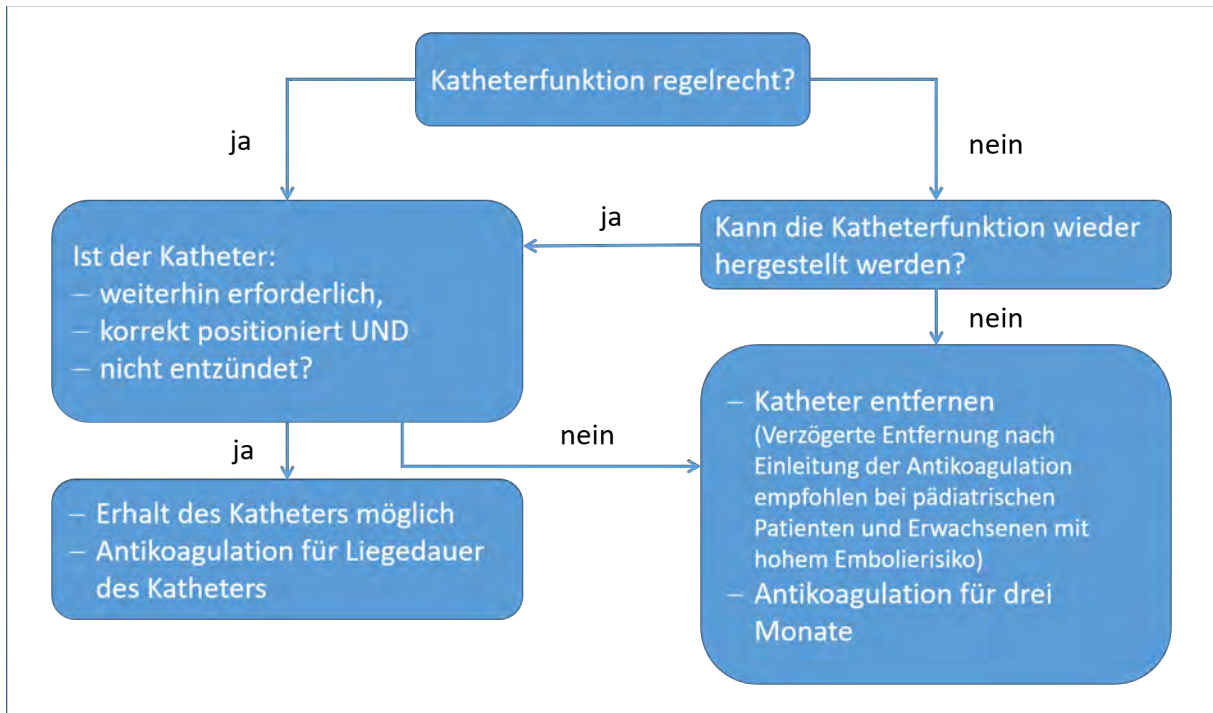 Katheterfunktion regelrecht?
ja
nein
Ist der Katheter:
– weiterhin erforderlich,
– korrekt positioniert UND
– nicht entzündet?
ja
Kann die Katheterfunktion wieder
hergestellt werden?
nein
ja
nein
– Erhalt des Katheters möglich
– Antikoagulation für Liegedauer
des Katheters
– Katheter entfernen
(Verzögerte Entfernung nach
Einleitung der Antikoagulation
empfohlen bei pädiatrischen
Patienten und Erwachsenen mit
hohem Embolierisiko)
– Antikoagulation für drei
Monate